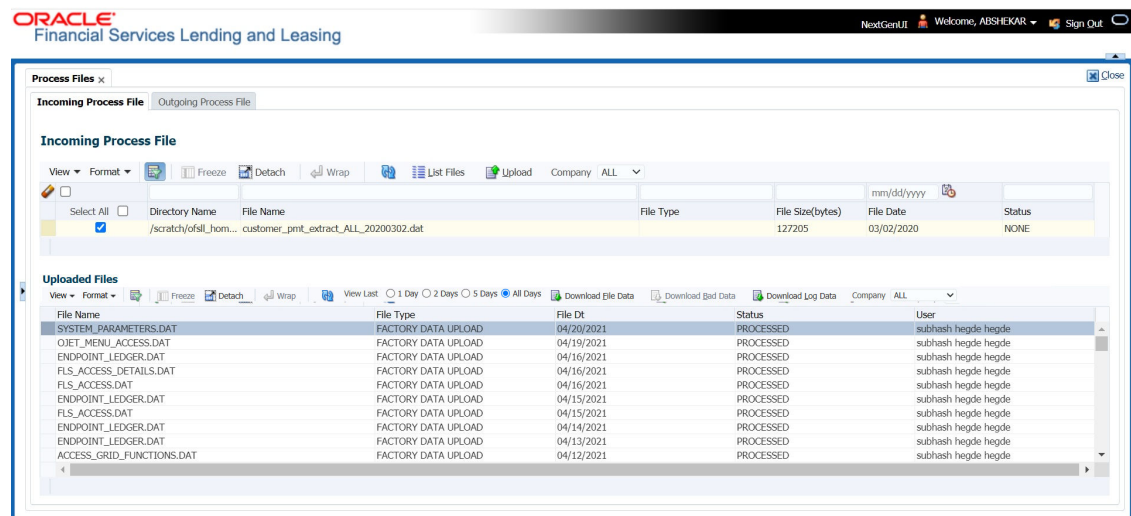 ORACLE
Financial Services Lending and Leasing
NextGenUI Welcome, ABSHEKAR Sign Out
Process Files x Close
Incoming Process File Outgoing Process File
Incoming Process File
View Format Freeze Detach Wrap List Files Upload Company ALL
mm/dd/yyyy
Select All Directory Name File Name File Type File Size(bytes) File Date Status
/scratch/ofsll_hom... customer_pmt_extract_ALL_20200302.dat 127205 03/02/2020 NONE
Uploaded Files
View Format Freeze Detach Wrap View Last 1 Day 2 Days 5 Days All Days Download File Data Download Bad Data Download Log Data Company ALL
File Name File Type File Dt Status User
SYSTEM_PARAMETERS.DAT FACTORY DATA UPLOAD 04/20/2021 PROCESSED subhash hegde hegde
OJET_MENU_ACCESS.DAT FACTORY DATA UPLOAD 04/19/2021 PROCESSED subhash hegde hegde
ENDPOINT_LEDGER.DAT FACTORY DATA UPLOAD 04/16/2021 PROCESSED subhash hegde hegde
FLS_ACCESS_DETAILS.DAT FACTORY DATA UPLOAD 04/16/2021 PROCESSED subhash hegde hegde
FLS_ACCESS.DAT FACTORY DATA UPLOAD 04/16/2021 PROCESSED subhash hegde hegde
ENDPOINT_LEDGER.DAT FACTORY DATA UPLOAD 04/15/2021 PROCESSED subhash hegde hegde
FLS_ACCESS.DAT FACTORY DATA UPLOAD 04/15/2021 PROCESSED subhash hegde hegde
ENDPOINT_LEDGER.DAT FACTORY DATA UPLOAD 04/14/2021 PROCESSED subhash hegde hegde
ENDPOINT_LEDGER.DAT FACTORY DATA UPLOAD 04/13/2021 PROCESSED subhash hegde hegde
ACCESS_GRID_FUNCTIONS.DAT FACTORY DATA UPLOAD 04/12/2021 PROCESSED subhash hegde hegde